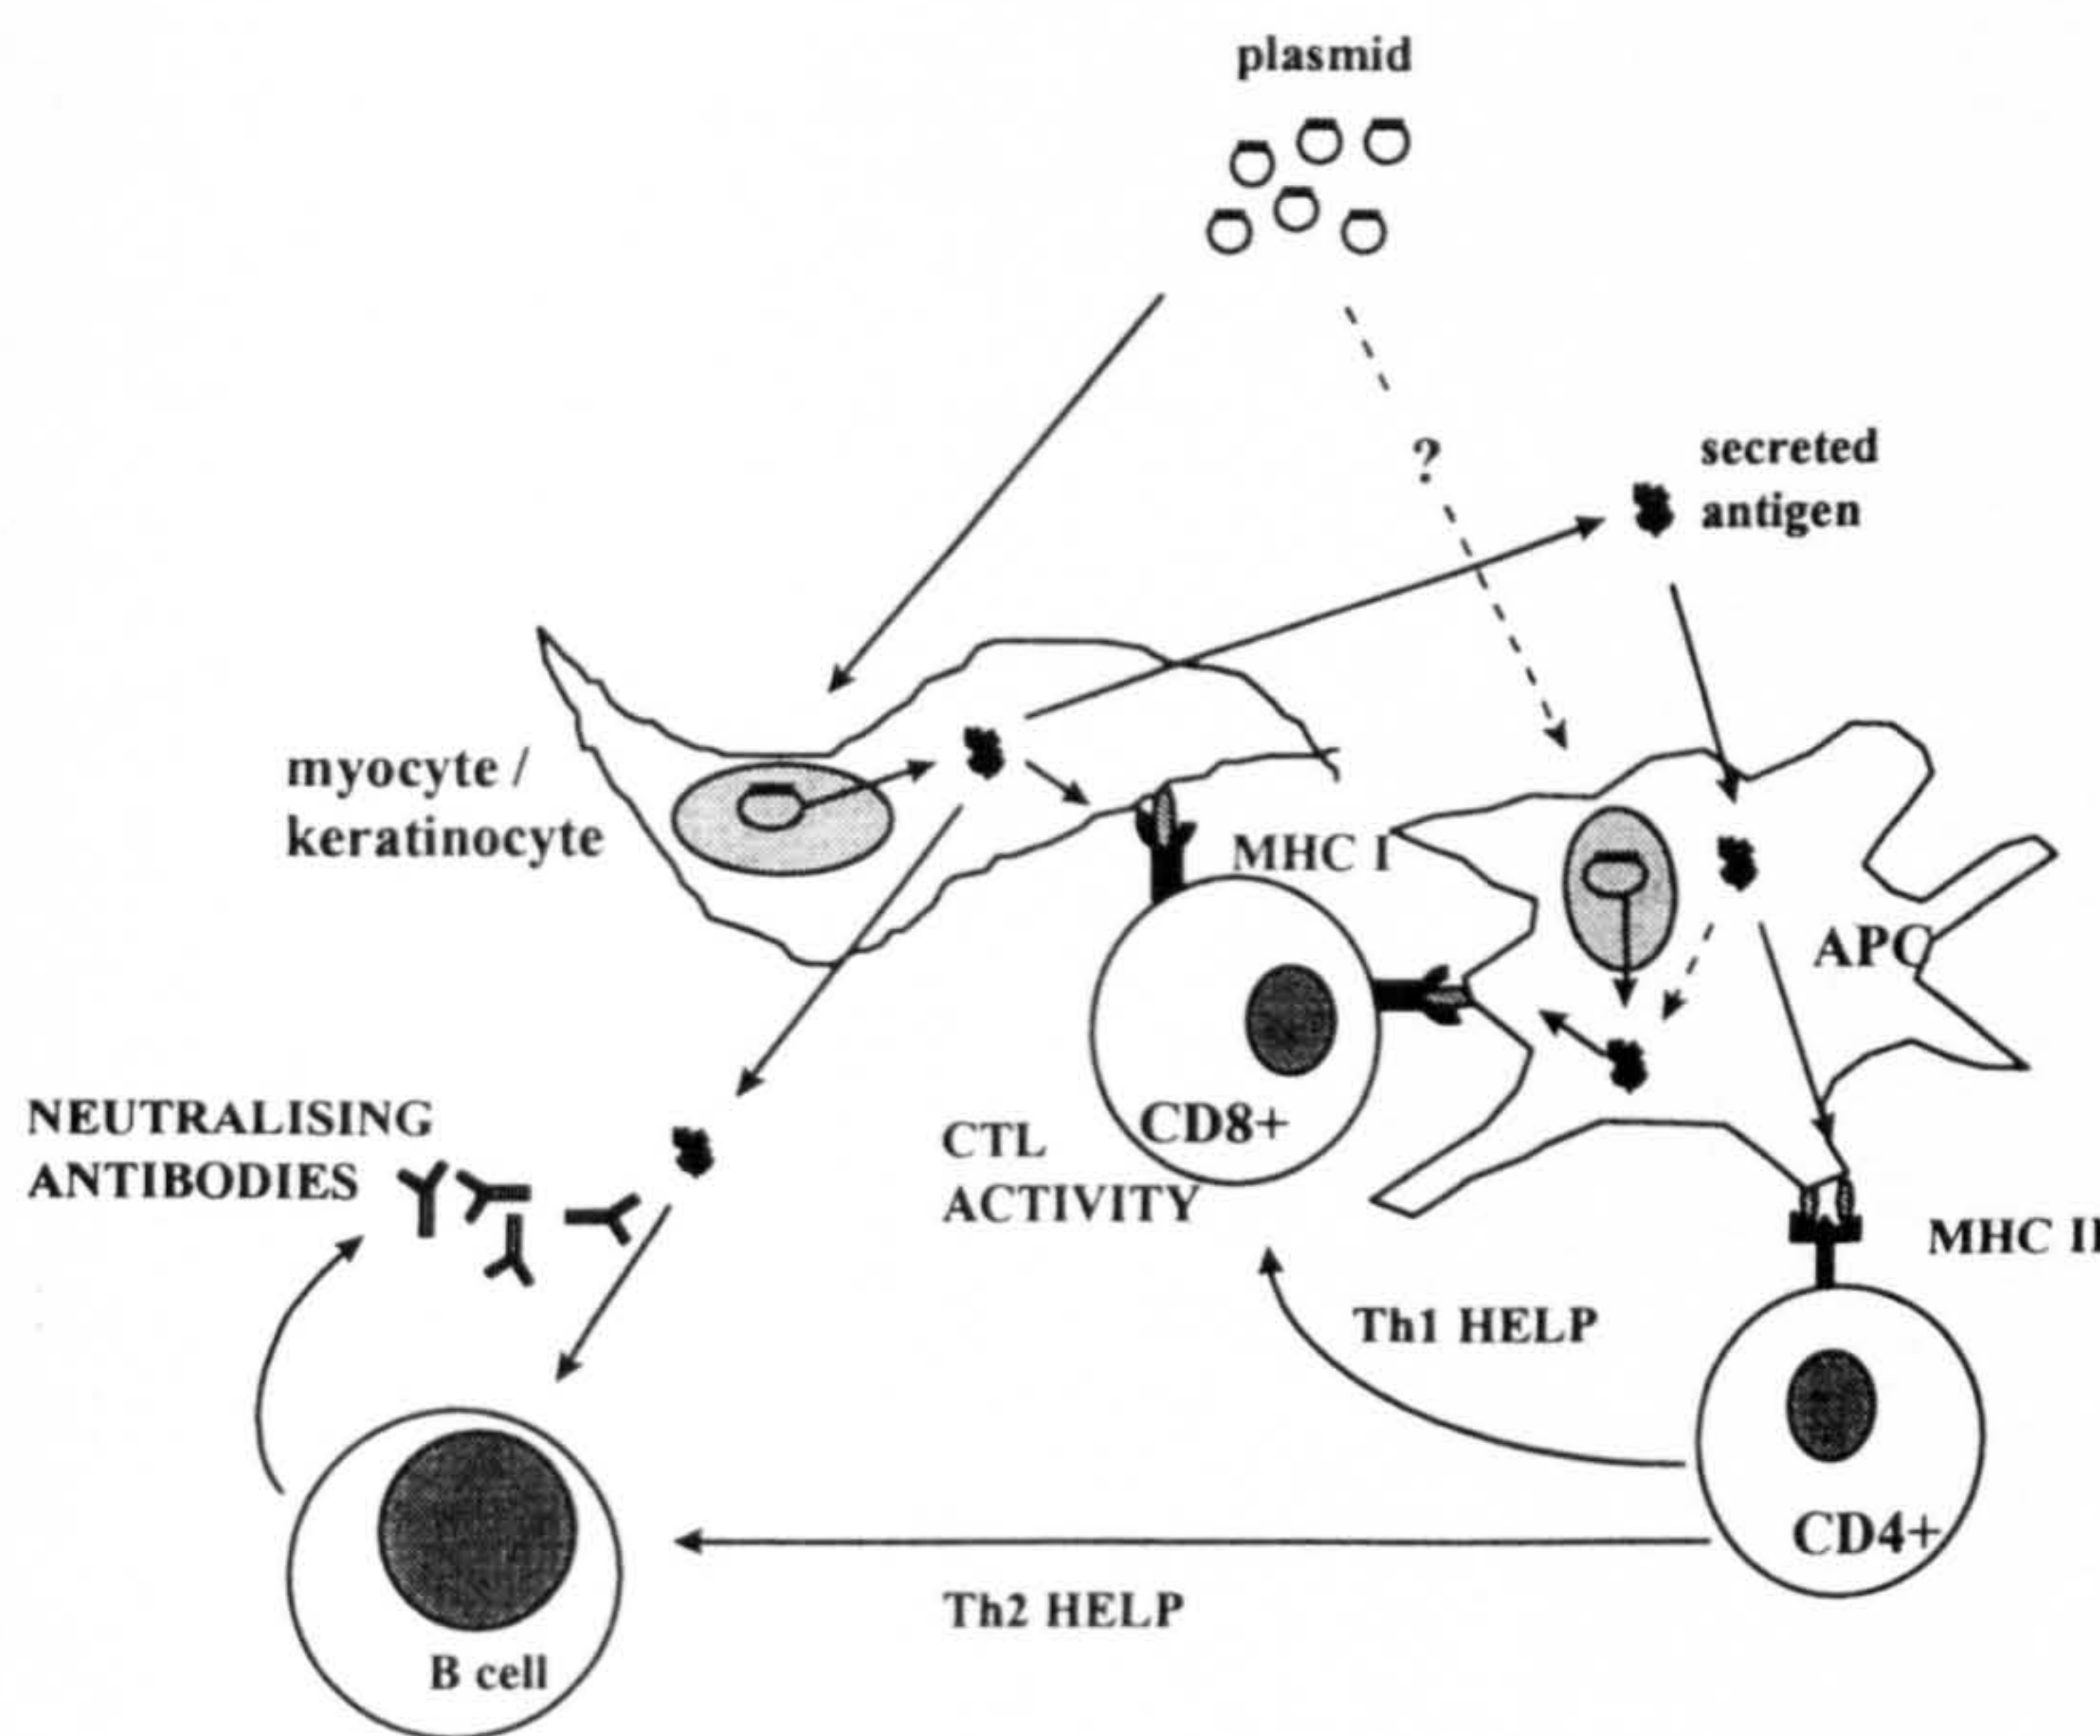 plasmid
?
secreted
antigen
myocyte /
keratinocyte
MHC I
APC
NEUTRALISING
ANTIBODIES
CTL
ACTIVITY
CD8+
MHC II
Th1 HELP
CD4+
Th2 HELP
B cell